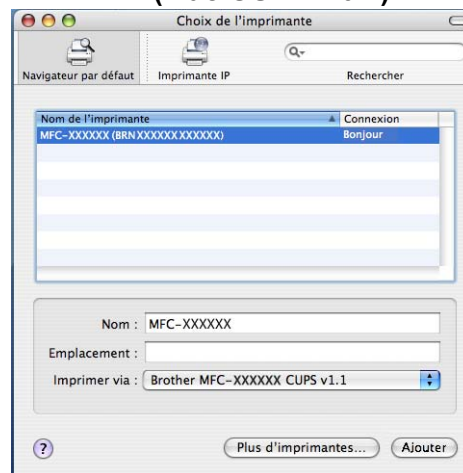 Choix de l'imprimante
Navigateur par défaut
Imprimante IP
Rechercher
Nom de l'imprimante
Connexion
MFC-XXXXXX (BRNXXXXXXXXXXXX)
Bonjour
Nom : MFC-XXXXXX
Emplacement :
Imprimer via : Brother MFC-XXXXXX CUPS v1.1
? Plus d'imprimantes... Ajouter